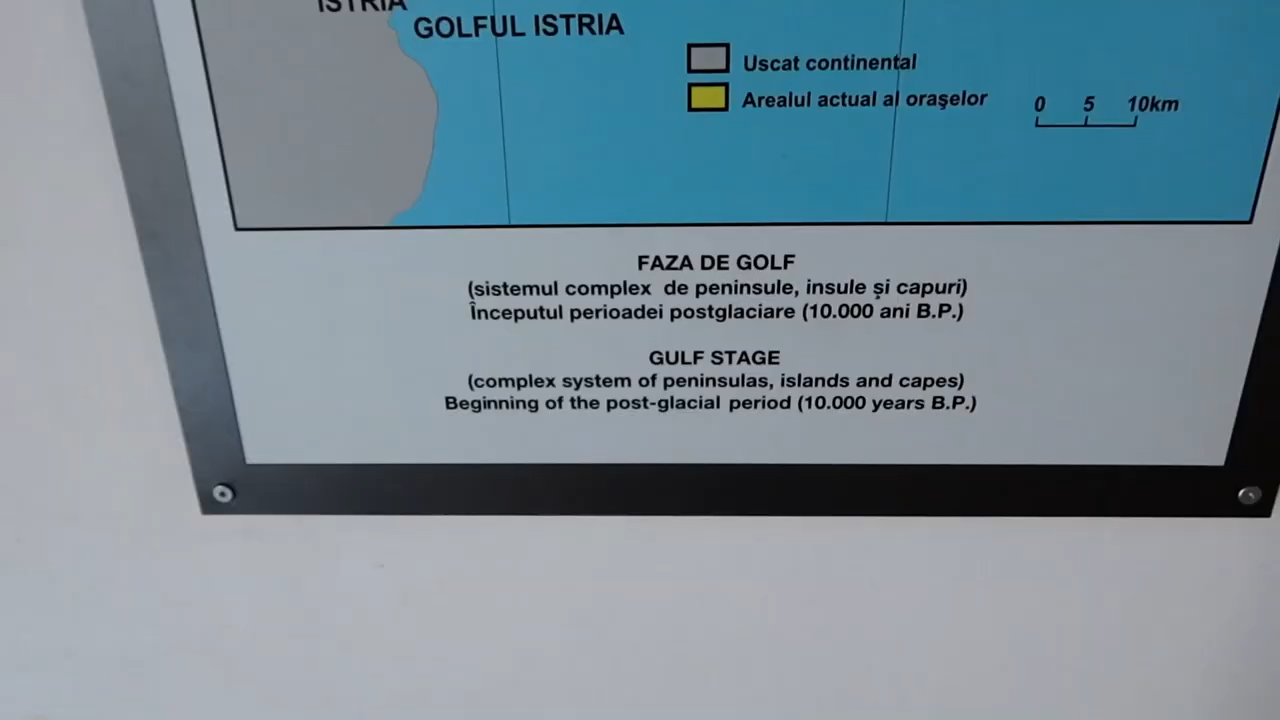 ISTRIA
GOLFUL ISTRIA
Uscat continental
Arealul actual al oraşelor
0 5 10km
FAZA DE GOLF
(sistemul complex de peninsule, insule și capuri)
Începutul perioadei postglaciare (10.000 ani B.P.)
GULF STAGE
(complex system of peninsulas, islands and capes)
Beginning of the post-glacial period (10.000 years B.P.)